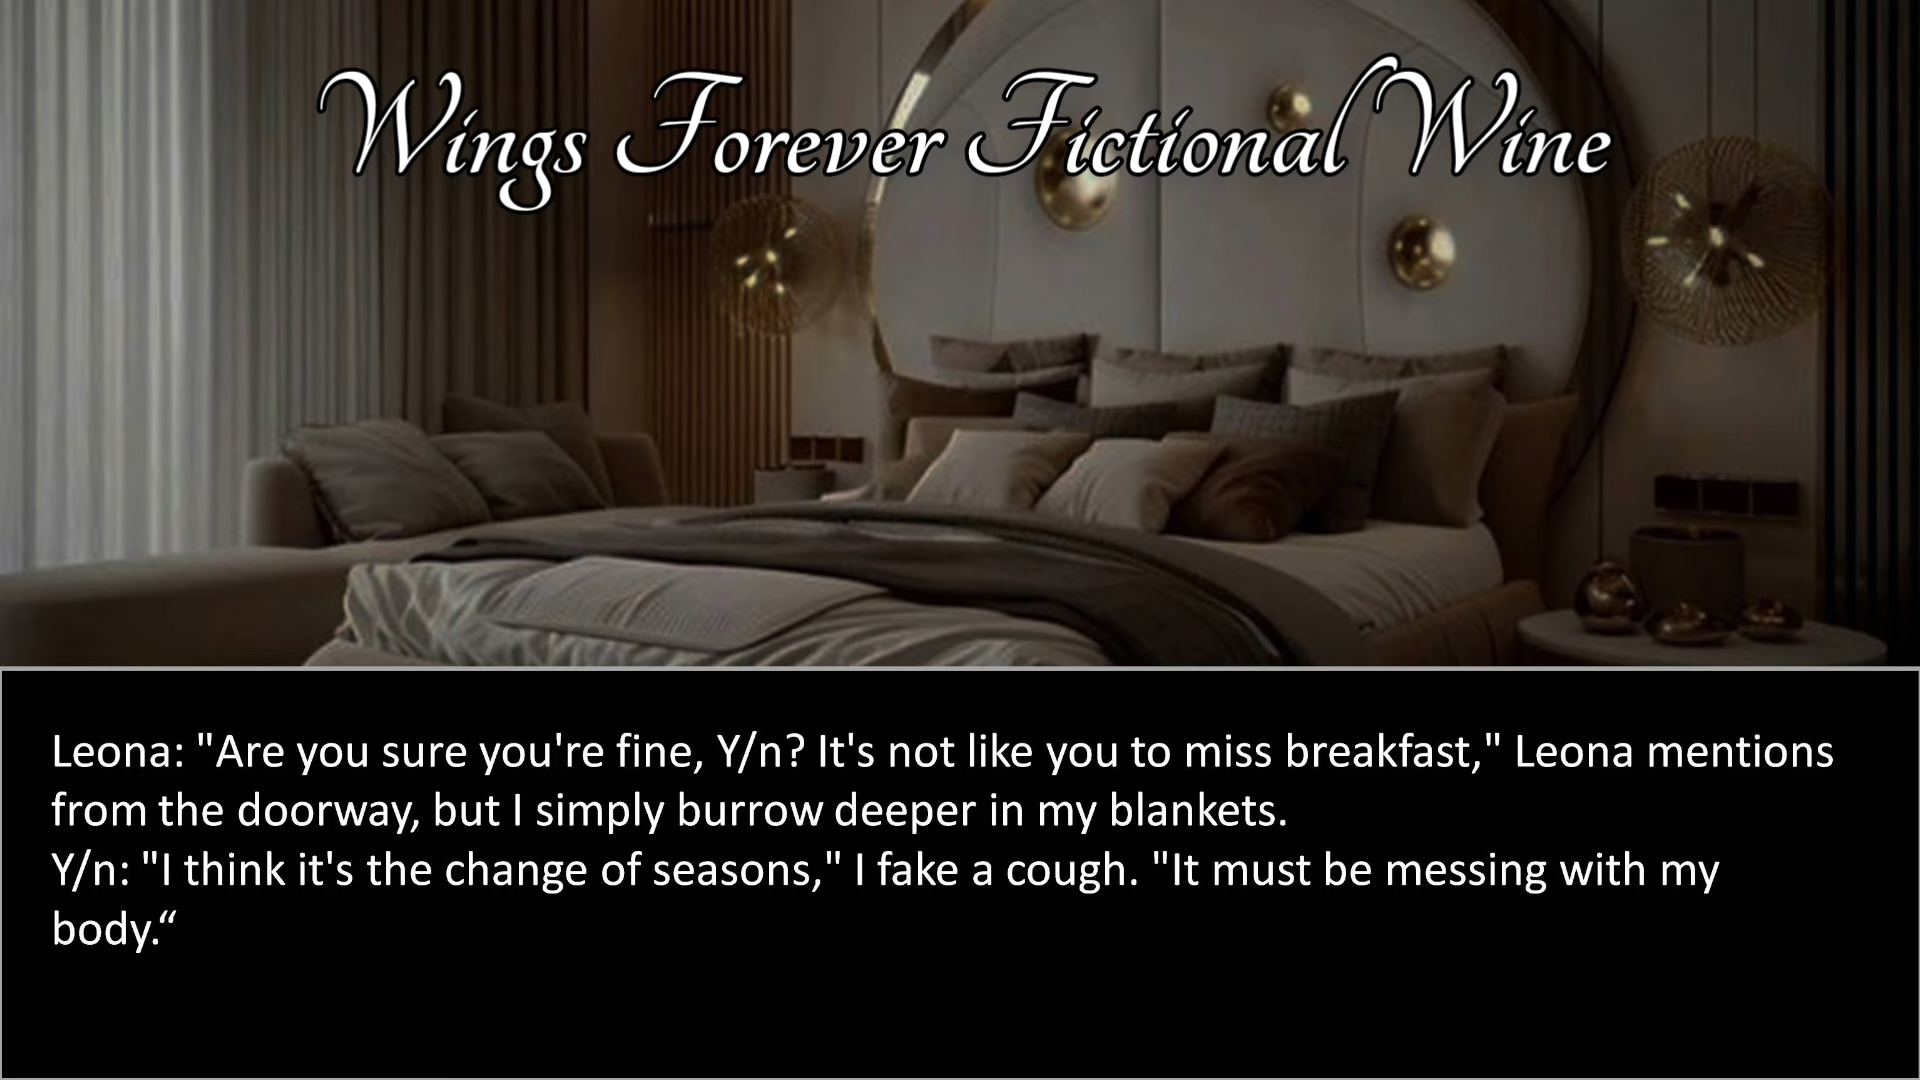 Wings Forever Fictional Wine
Leona: "Are you sure you're fine, Y/n? It's not like you to miss breakfast," Leona mentions
from the doorway, but I simply burrow deeper in my blankets.
Y/n: "I think it's the change of seasons," I fake a cough. "It must be messing with my
body.“